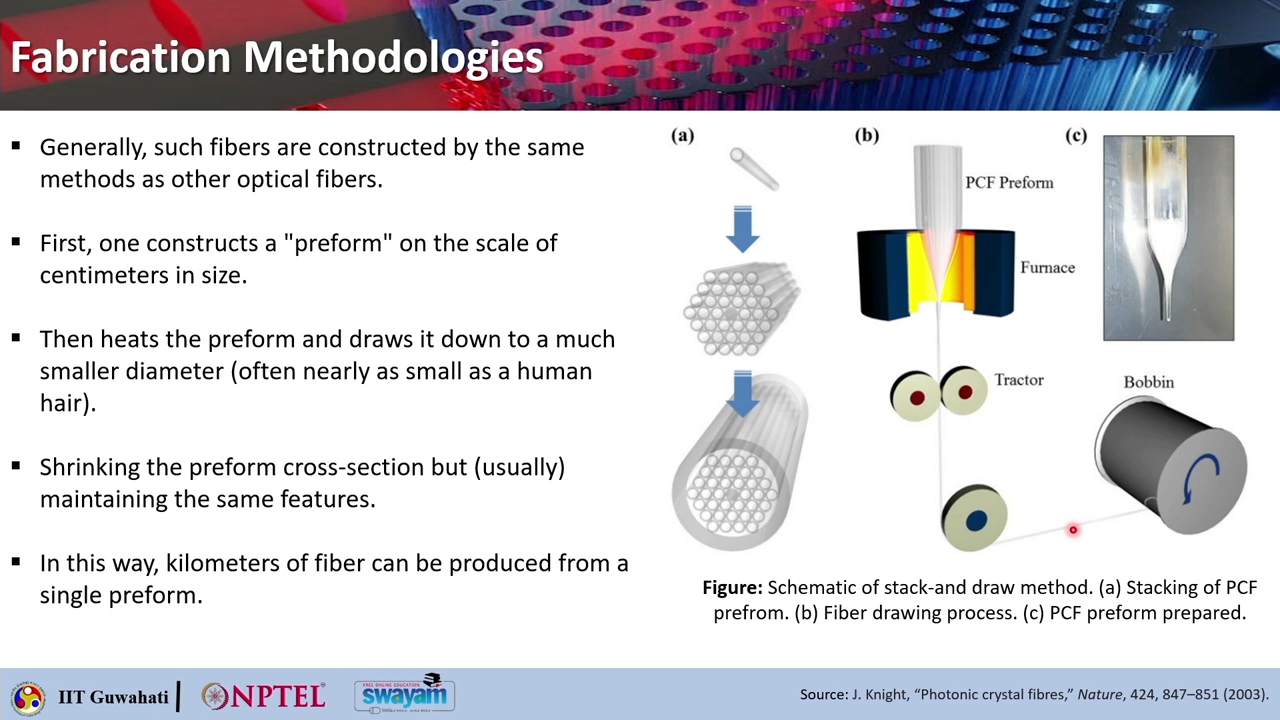 Fabrication Methodologies
▪ Generally, such fibers are constructed by the same
methods as other optical fibers.
▪ First, one constructs a "preform" on the scale of
centimeters in size.
▪ Then heats the preform and draws it down to a much
smaller diameter (often nearly as small as a human
hair).
▪ Shrinking the preform cross-section but (usually)
maintaining the same features.
▪ In this way, kilometers of fiber can be produced from a
single preform.
(a)
(b)
(c)
PCF Preform
Furnace
Tractor
Bobbin
Figure: Schematic of stack-and draw method. (a) Stacking of PCF
prefrom. (b) Fiber drawing process. (c) PCF preform prepared.
IIT Guwahati
NPTEL
FREE ONLINE EDUCATION
swayam
Source: J. Knight, “Photonic crystal fibres,” Nature, 424, 847–851 (2003).